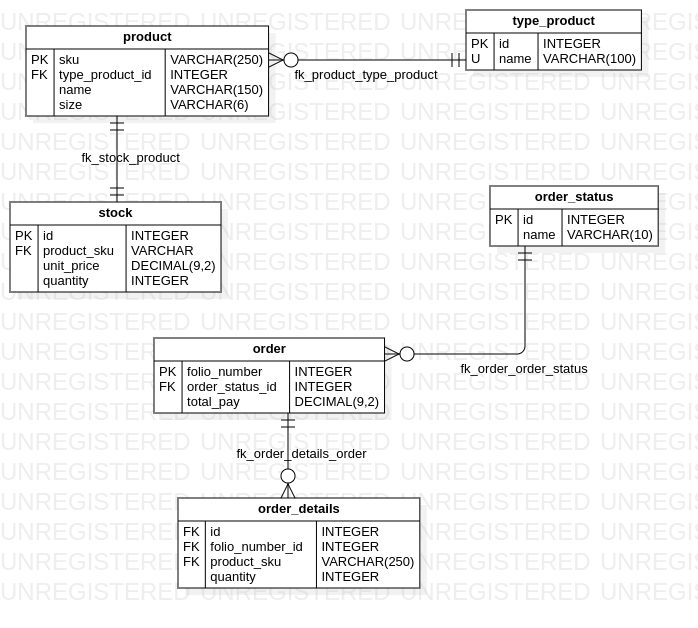 product
PK sku VARCHAR(250)
FK type_product_id INTEGER
name VARCHAR(150)
size VARCHAR(6)
type_product
PK id INTEGER
U name VARCHAR(100)
fk_product_type_product
fk_stock_product
stock
PK id INTEGER
FK product_sku VARCHAR
unit_price DECIMAL(9,2)
quantity INTEGER
order_status
PK id INTEGER
name VARCHAR(10)
order
PK folio_number INTEGER
FK order_status_id INTEGER
total_pay DECIMAL(9,2)
fk_order_order_status
fk_order_details_order
order_details
FK id INTEGER
FK folio_number_id INTEGER
FK product_sku VARCHAR(250)
quantity INTEGER
UNREGISTERED